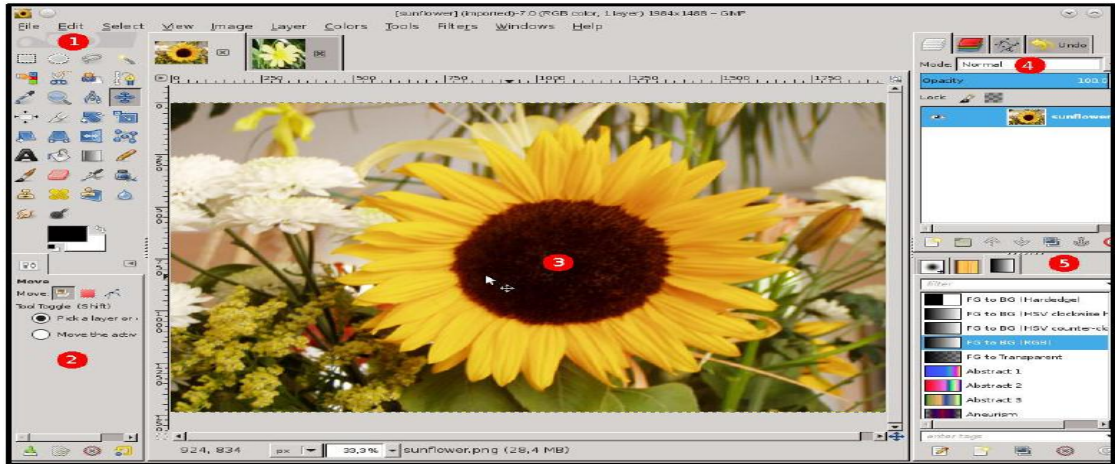 [sunflower] (imported)-7.0 (RGB color, 1 layer) 1984x1488 – GIMP
File Edit Select View Image Layer Colors Tools Filters Windows Help
1
Undo
Mode: Normal 4
Opacity 100.0
Lock:
sunflower
0 250 500 750 1000 1250 1500 1750
3
5
Move
Move:
Tool Toggle (Shift)
Pick a layer or
Move the activ
2
filter
FG to BG (Hardedge)
FG to BG (HSV clockwise h
FG to BG (HSV counter-clo
FG to BG (RGB)
FG to Transparent
Abstract 1
Abstract 2
Abstract 3
Aneurism
enter tags
924, 834 px 33,3% sunflower.png (28,4 MB)